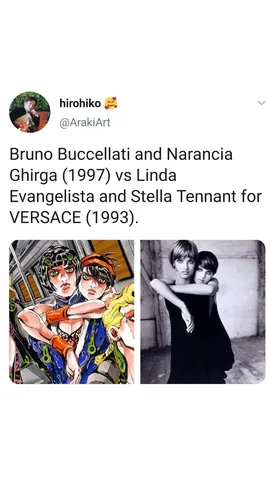 hirohiko 🥰
@ArakiArt
Bruno Buccellati and Narancia
Ghirga (1997) vs Linda
Evangelista and Stella Tennant for
VERSACE (1993).